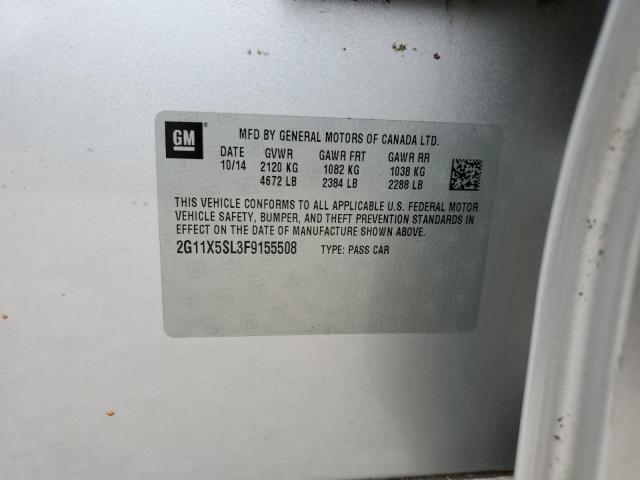 GM ®
MFD BY GENERAL MOTORS OF CANADA LTD.
DATE GVWR GAWR FRT GAWR RR
10/14 2120 KG 1082 KG 1038 KG
4672 LB 2384 LB 2288 LB
THIS VEHICLE CONFORMS TO ALL APPLICABLE U.S. FEDERAL MOTOR
VEHICLE SAFETY, BUMPER, AND THEFT PREVENTION STANDARDS IN
EFFECT ON THE DATE OF MANUFACTURE SHOWN ABOVE.
2G11X5SL3F9155508 TYPE: PASS CAR